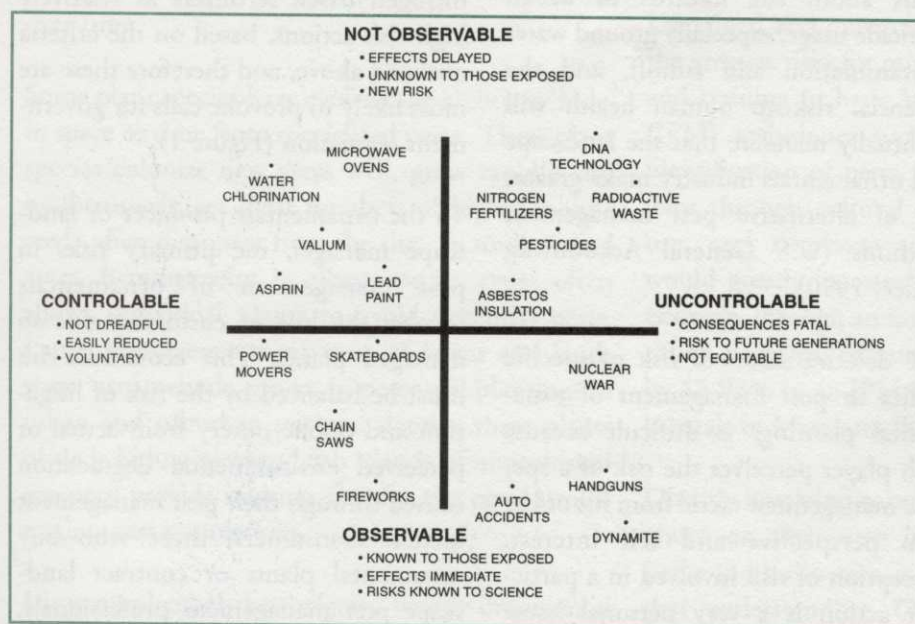 NOT OBSERVABLE
• EFFECTS DELAYED
• UNKNOWN TO THOSE EXPOSED
• NEW RISK
MICROWAVE
OVENS
DNA
TECHNOLOGY
WATER
CHLORINATION
NITROGEN
FERTILIZERS
RADIOACTIVE
WASTE
VALIUM
PESTICIDES
ASPRIN
LEAD
PAINT
ASBESTOS
INSULATION
CONTROLABLE
• NOT DREADFUL
• EASILY REDUCED
• VOLUNTARY
UNCONTROLABLE
• CONSEQUENCES FATAL
• RISK TO FUTURE GENERATIONS
• NOT EQUITABLE
POWER
MOVERS
SKATEBOARDS
NUCLEAR
WAR
CHAIN
SAWS
FIREWORKS
AUTO
ACCIDENTS
HANDGUNS
DYNAMITE
OBSERVABLE
• KNOWN TO THOSE EXPOSED
• EFFECTS IMMEDIATE
• RISKS KNOWN TO SCIENCE